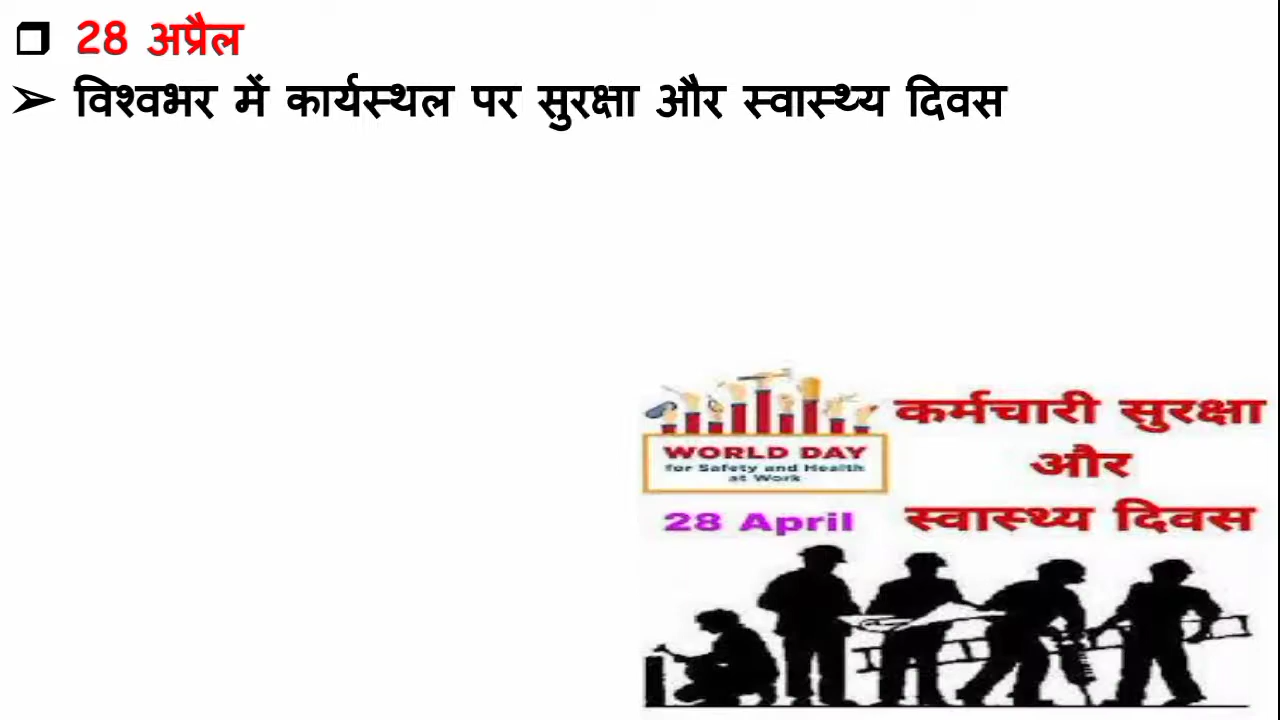 28 अप्रैल
विश्वभर में कार्यस्थल पर सुरक्षा और स्वास्थ्य दिवस
WORLD DAY
for Safety and Health
at Work
28 April
कर्मचारी सुरक्षा
और
स्वास्थ्य दिवस